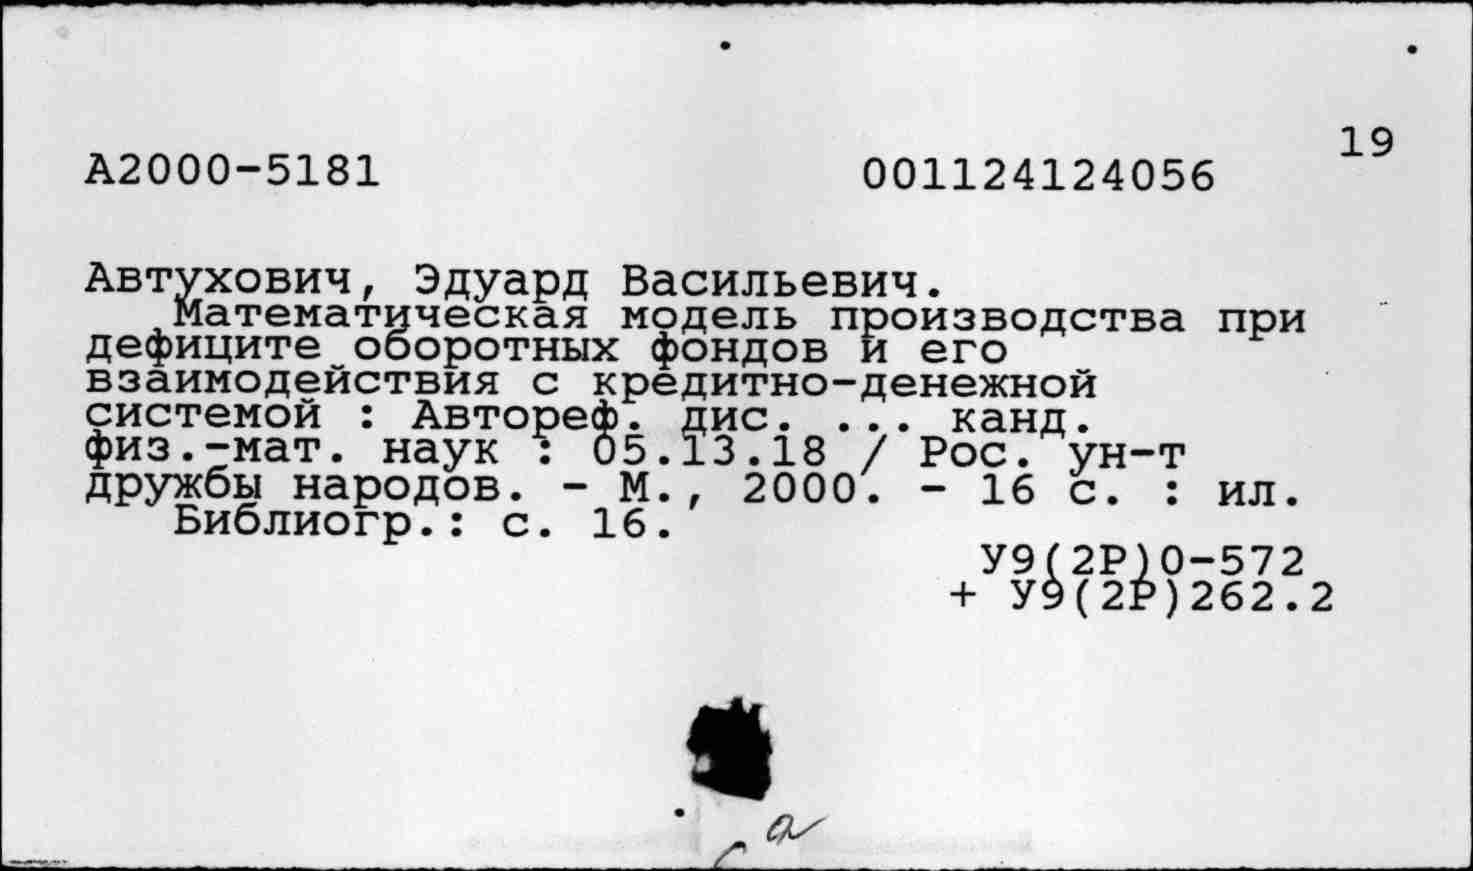 19
А2000-5181 001124124056
Автухович, Эдуард Васильевич.
Математическая модель производства при
дефиците оборотных фондов и его
взаимодействия с кредитно-денежной
системой : Автореф. дис. ... канд.
физ.-мат. наук : 05.13.18 / Рос. ун-т
дружбы народов. - М., 2000. - 16 с. : ил.
Библиогр.: с. 16.
У9(2Р)0-572
+ У9(2Р)262.2